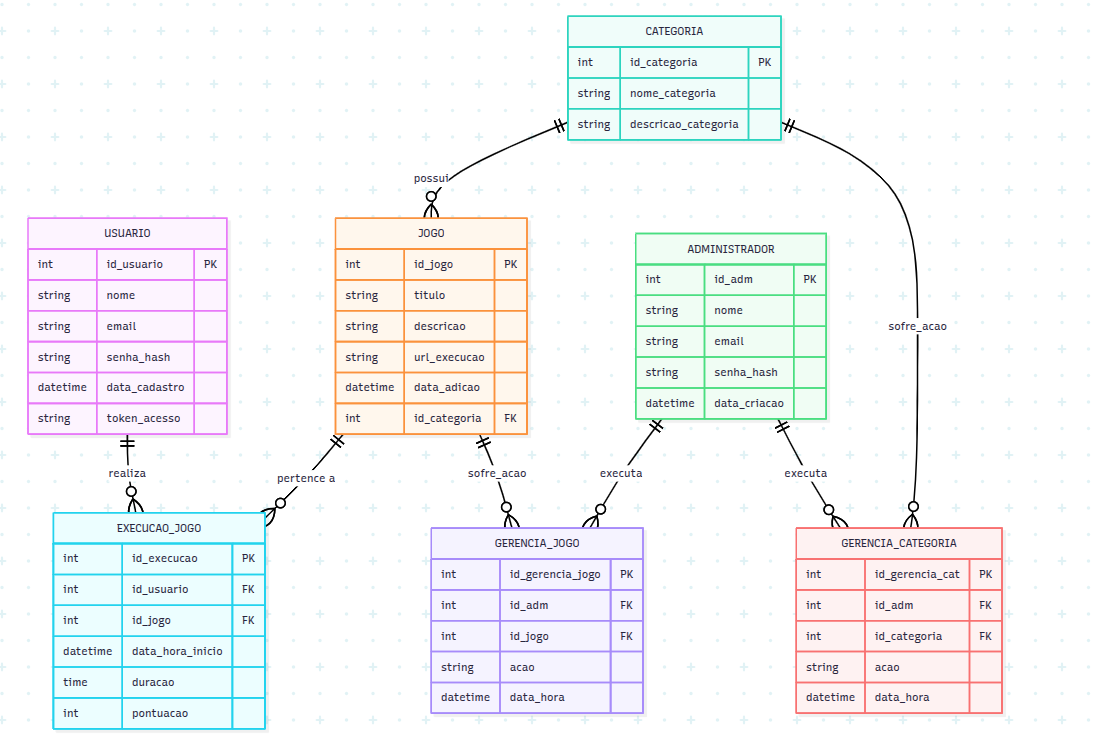 CATEGORIA
int id_categoria PK
string nome_categoria
string descricao_categoria
possui
USUARIO
int id_usuario PK
string nome
string email
string senha_hash
datetime data_cadastro
string token_acesso
JOGO
int id_jogo PK
string titulo
string descricao
string url_execucao
datetime data_adicao
int id_categoria FK
ADMINISTRADOR
int id_adm PK
string nome
string email
string senha_hash
datetime data_criacao
sofre_acao
realiza
pertence a
sofre_acao
executa
executa
EXECUCAO_JOGO
int id_execucao PK
int id_usuario FK
int id_jogo FK
datetime data_hora_inicio
time duracao
int pontuacao
GERENCIA_JOGO
int id_gerencia_jogo PK
int id_adm FK
int id_jogo FK
string acao
datetime data_hora
GERENCIA_CATEGORIA
int id_gerencia_cat PK
int id_adm FK
int id_categoria FK
string acao
datetime data_hora